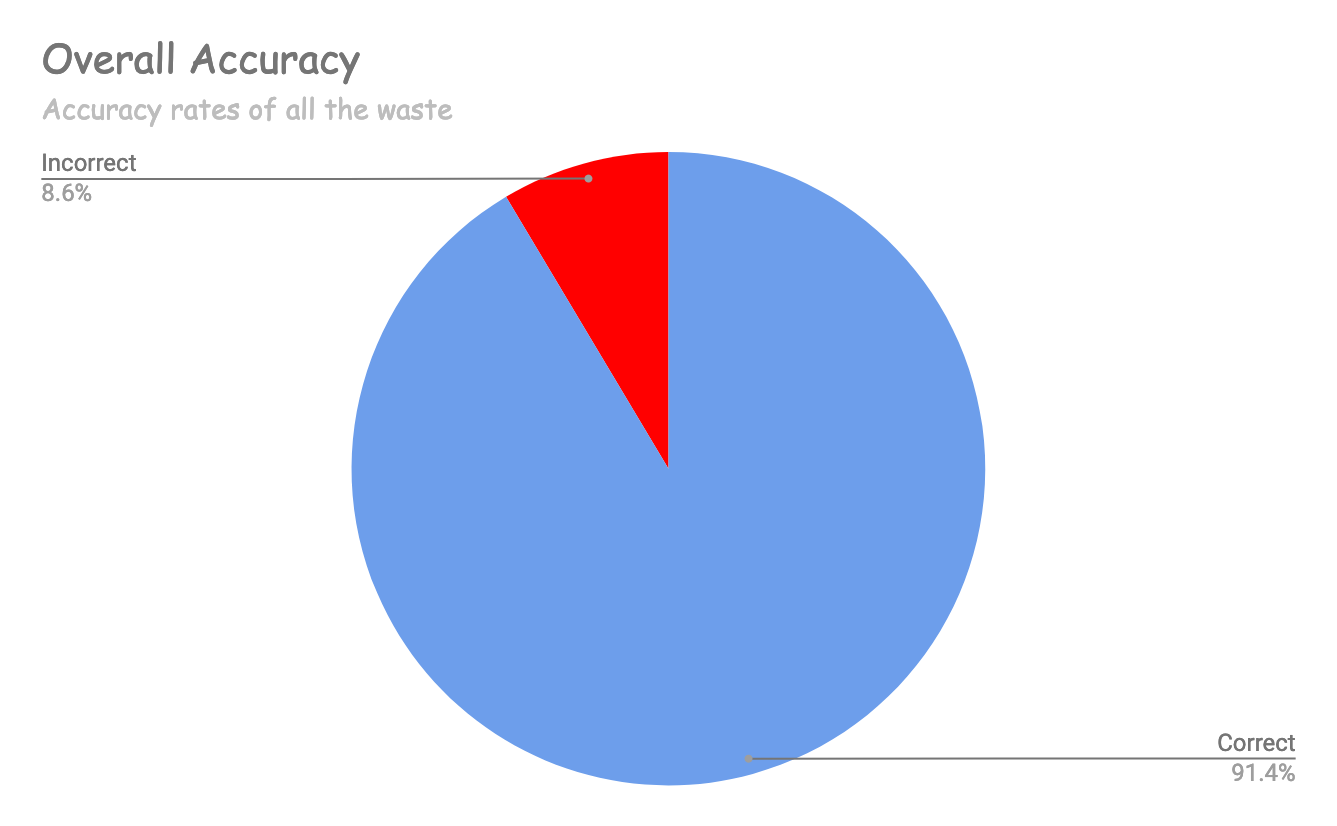 Overall Accuracy
Accuracy rates of all the waste
Incorrect
8.6%
Correct
91.4%